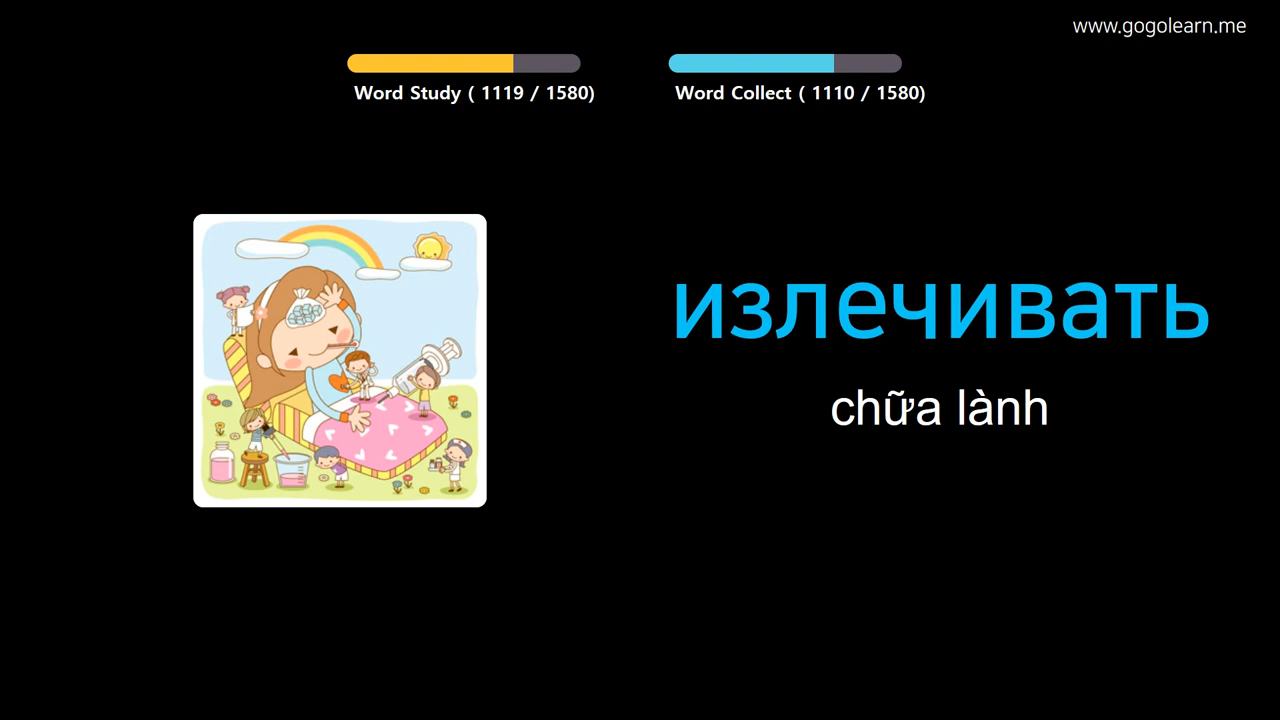 www.gogolearn.me
Word Study ( 1119 / 1580)
Word Collect ( 1110 / 1580)
излечивать
chữa lành